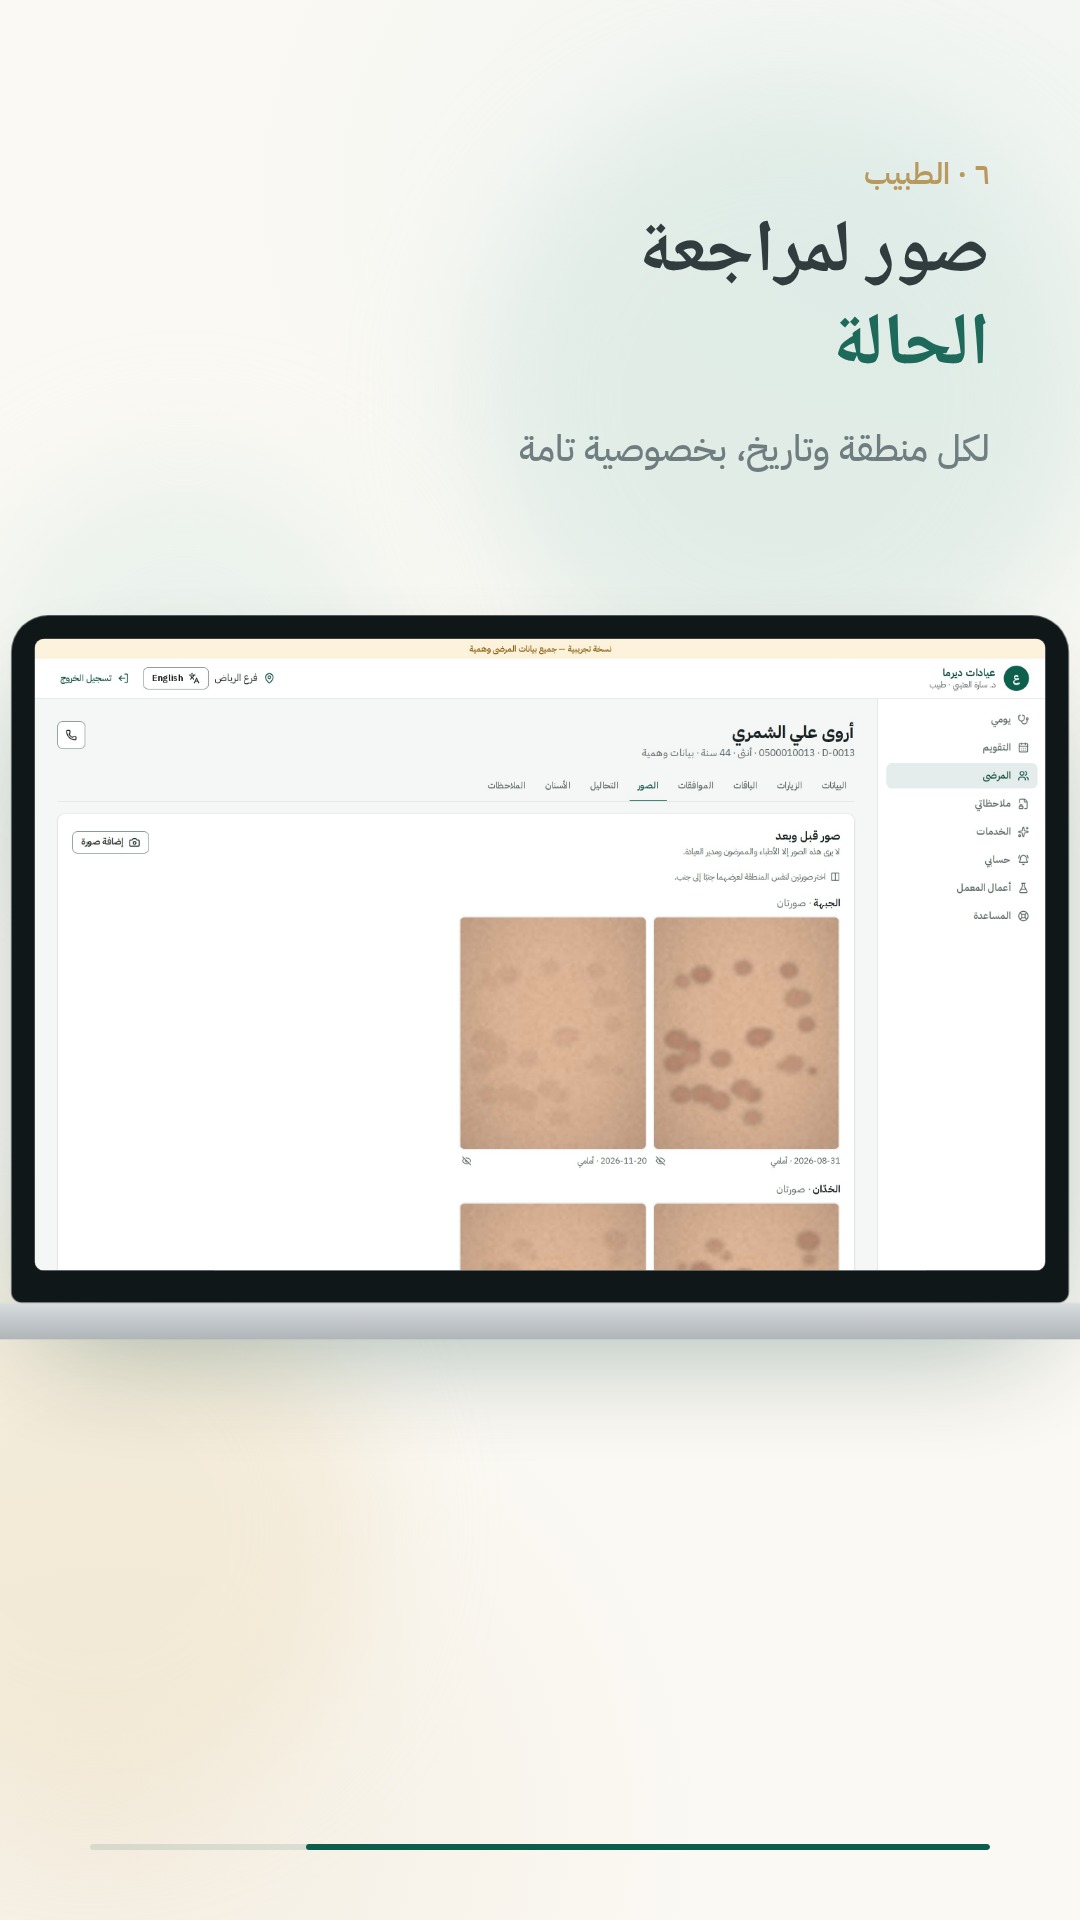 ٦ · الطبيب
صور لمراجعة
الحالة
لكل منطقة وتاريخ، بخصوصية تامة
نسخة تجريبية — جميع بيانات المرضى وهمية
عيادات ديرما
د. سارة العتيبي · طبيب
فرع الرياض
English
تسجيل الخروج
يومي
التقويم
المرضى
ملاحظاتي
الخدمات
حسابي
أعمال المعمل
المساعدة
أروى علي الشمري
D-0013 · 0500010013 · أنثى · 44 سنة · بيانات وهمية
البيانات
الزيارات
الباقات
الموافقات
الصور
التحاليل
الأسنان
الملاحظات
صور قبل وبعد
إضافة صورة
لا يرى هذه الصور إلا الأطباء والممرضون ومدير العيادة.
اختر صورتين لنفس المنطقة لعرضهما جنبًا إلى جنب.
الجبهة · صورتان
2026-08-31 · أمامي
2026-11-20 · أمامي
الخدّان · صورتان